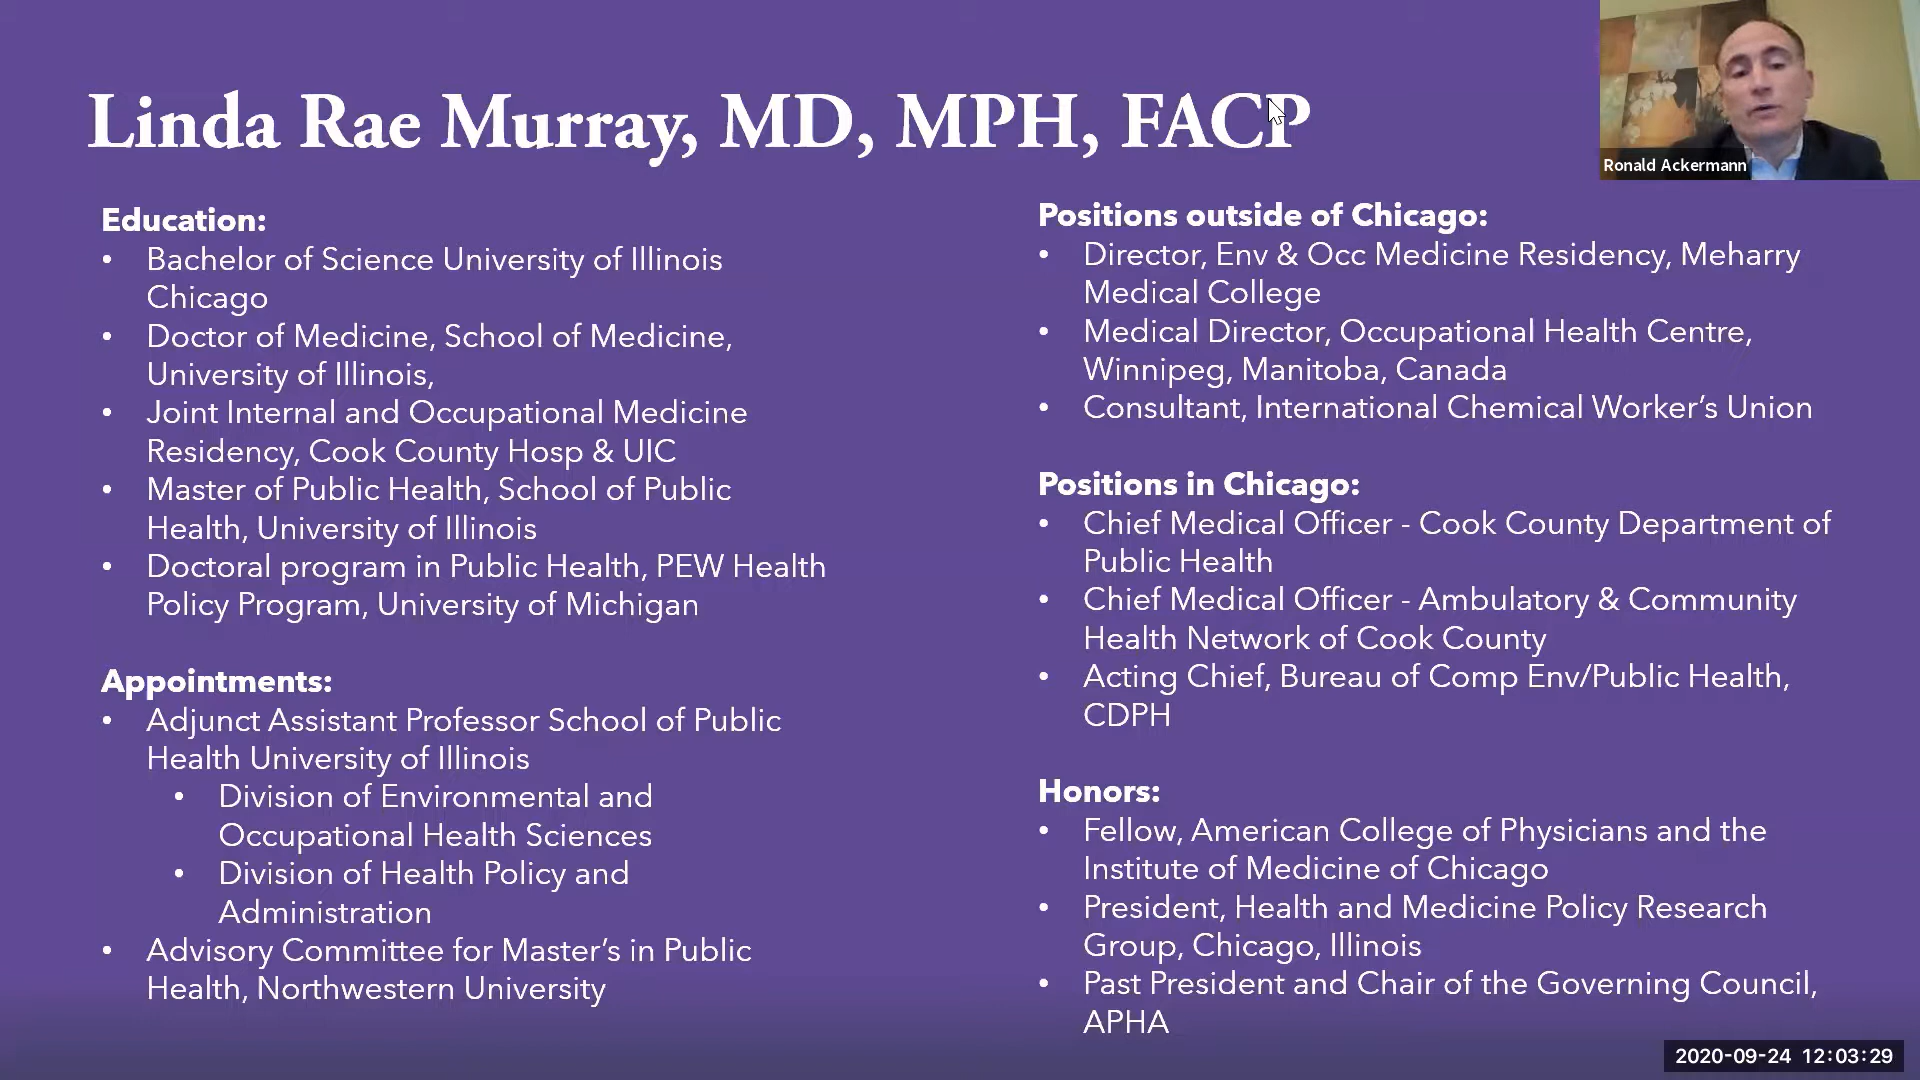 Linda Rae Murray, MD, MPH, FACP
Ronald Ackermann
Education:
• Bachelor of Science University of Illinois
Chicago
• Doctor of Medicine, School of Medicine,
University of Illinois,
• Joint Internal and Occupational Medicine
Residency, Cook County Hosp & UIC
• Master of Public Health, School of Public
Health, University of Illinois
• Doctoral program in Public Health, PEW Health
Policy Program, University of Michigan
Appointments:
• Adjunct Assistant Professor School of Public
Health University of Illinois
• Division of Environmental and
Occupational Health Sciences
• Division of Health Policy and
Administration
• Advisory Committee for Master’s in Public
Health, Northwestern University
Positions outside of Chicago:
• Director, Env & Occ Medicine Residency, Meharry
Medical College
• Medical Director, Occupational Health Centre,
Winnipeg, Manitoba, Canada
• Consultant, International Chemical Worker’s Union
Positions in Chicago:
• Chief Medical Officer - Cook County Department of
Public Health
• Chief Medical Officer - Ambulatory & Community
Health Network of Cook County
• Acting Chief, Bureau of Comp Env/Public Health,
CDPH
Honors:
• Fellow, American College of Physicians and the
Institute of Medicine of Chicago
• President, Health and Medicine Policy Research
Group, Chicago, Illinois
• Past President and Chair of the Governing Council,
APHA
2020-09-24 12:03:29